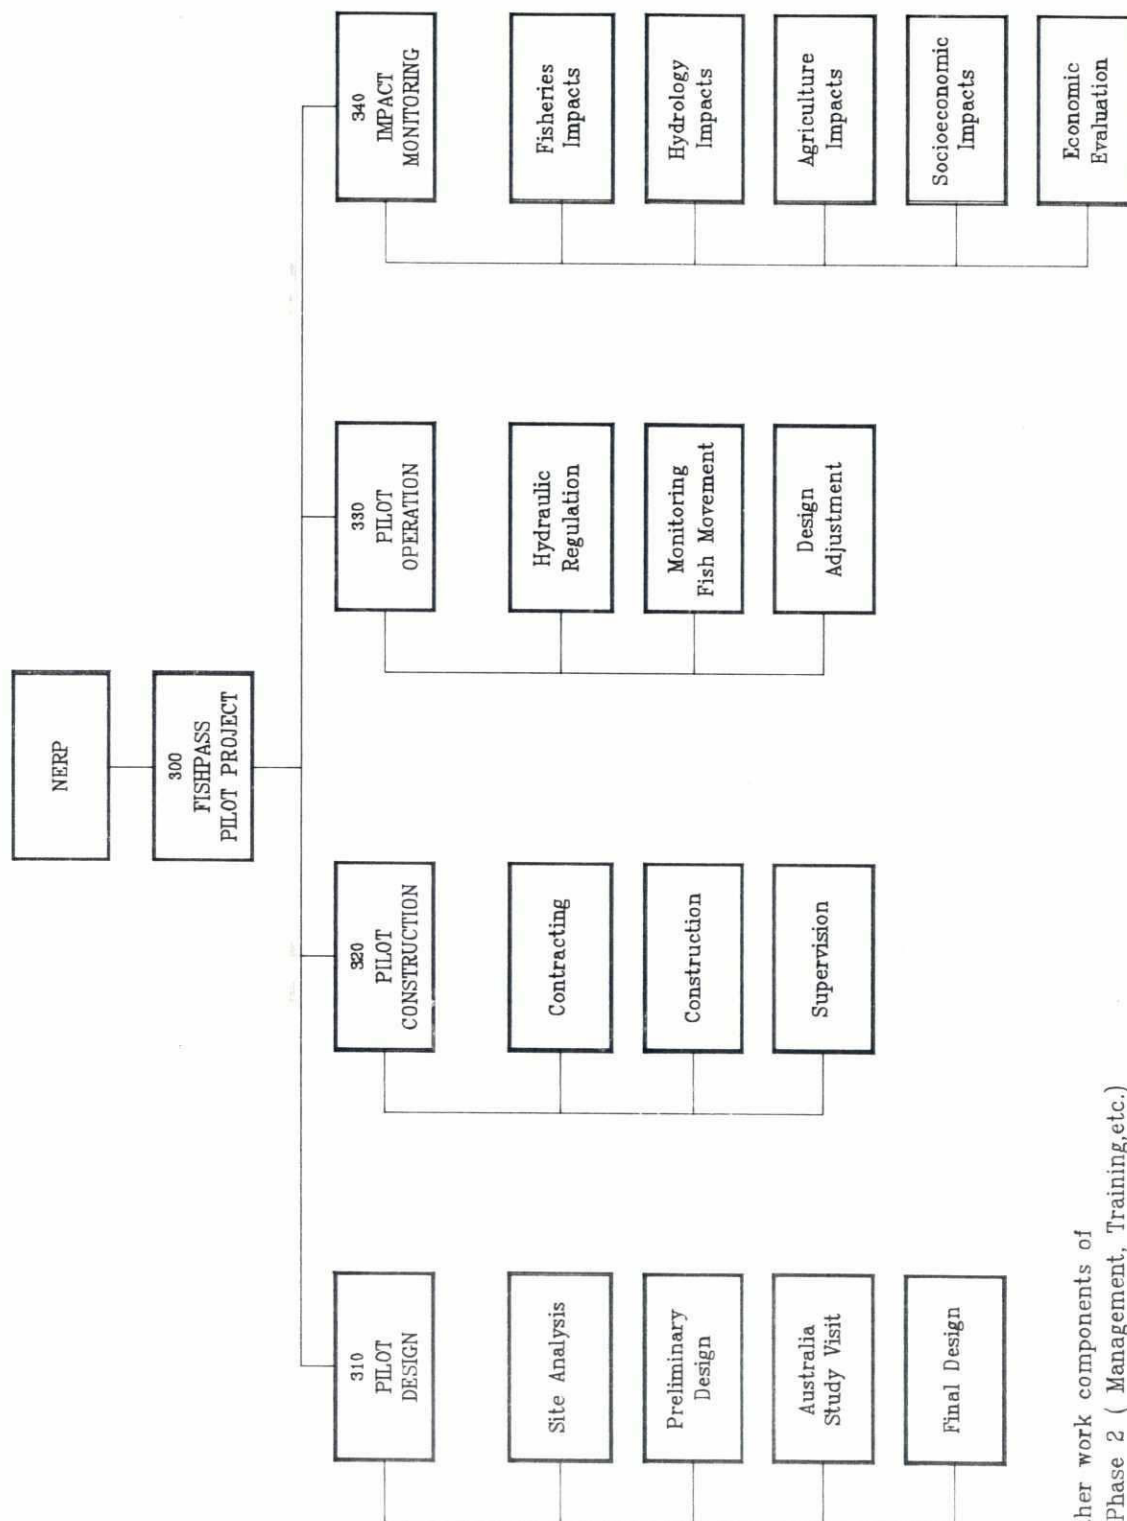 NERP
300
FISHPASS
PILOT PROJECT
310
PILOT
DESIGN
Site Analysis
Preliminary
Design
Australia
Study Visit
Final Design
320
PILOT
CONSTRUCTION
Contracting
Construction
Supervision
330
PILOT
OPERATION
Hydraulic
Regulation
Monitoring
Fish Movement
Design
Adjustment
340
IMPACT
MONITORING
Fisheries
Impacts
Hydrology
Impacts
Agriculture
Impacts
Socioeconomic
Impacts
Economic
Evaluation
her work components of
Phase 2 ( Management, Training,etc.)